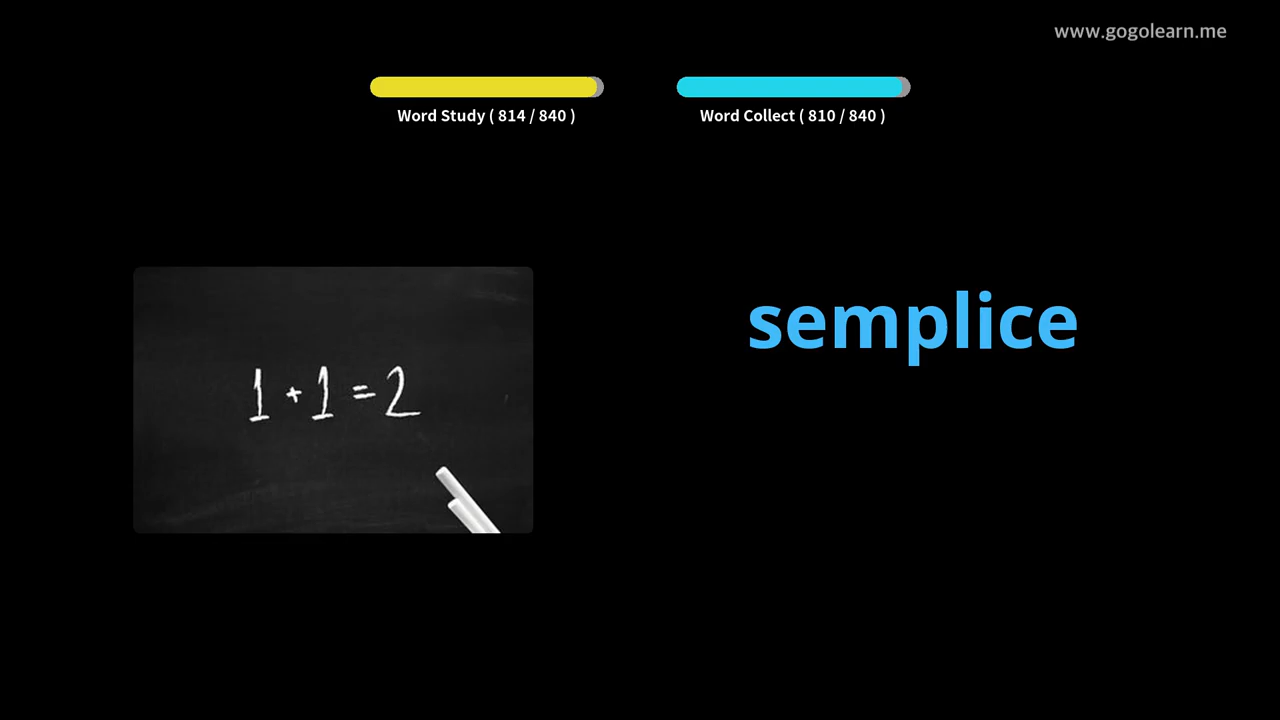 www.gogolearn.me
Word Study ( 814 / 840 )
Word Collect ( 810 / 840 )
semplice
1 + 1 = 2